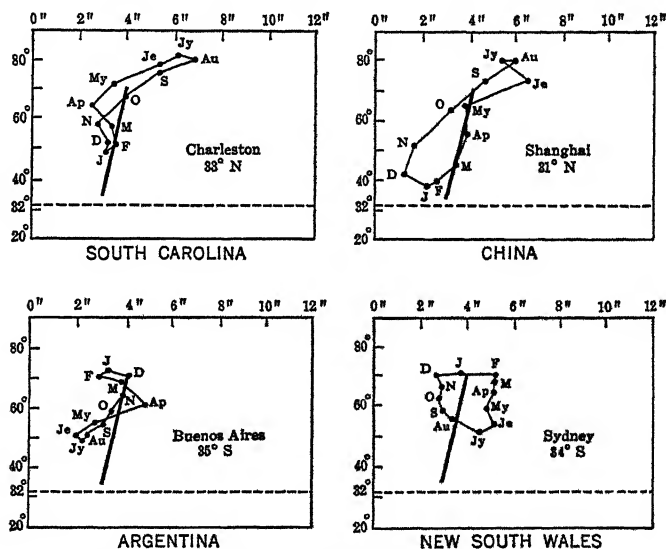 0" 2" 4" 6" 8" 10" 12"
80°
60°
40°
32°
20°
Jy
Je
Au
S
My
O
Ap
N
M
D
F
J
Charleston
33° N
SOUTH CAROLINA
0" 2" 4" 6" 8" 10" 12"
80°
60°
40°
32°
20°
Jy
Au
S
Je
O
My
Ap
N
M
D
J
F
Shanghai
31° N
CHINA
0" 2" 4" 6" 8" 10" 12"
80°
60°
40°
32°
20°
J
D
F
M
N
Ap
O
My
S
Je
Au
Jy
Buenos Aires
35° S
ARGENTINA
0" 2" 4" 6" 8" 10" 12"
80°
60°
40°
32°
20°
D
J
F
N
M
O
Ap
S
My
Au
Je
Jy
Sydney
34° S
NEW SOUTH WALES